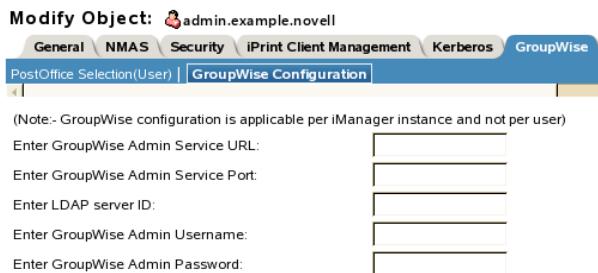 Modify Object: admin.example.novell
General NMAS Security iPrint Client Management Kerberos GroupWise
PostOffice Selection(User) | GroupWise Configuration
(Note:- GroupWise configuration is applicable per iManager instance and not per user)
Enter GroupWise Admin Service URL:
Enter GroupWise Admin Service Port:
Enter LDAP server ID:
Enter GroupWise Admin Username:
Enter GroupWise Admin Password: